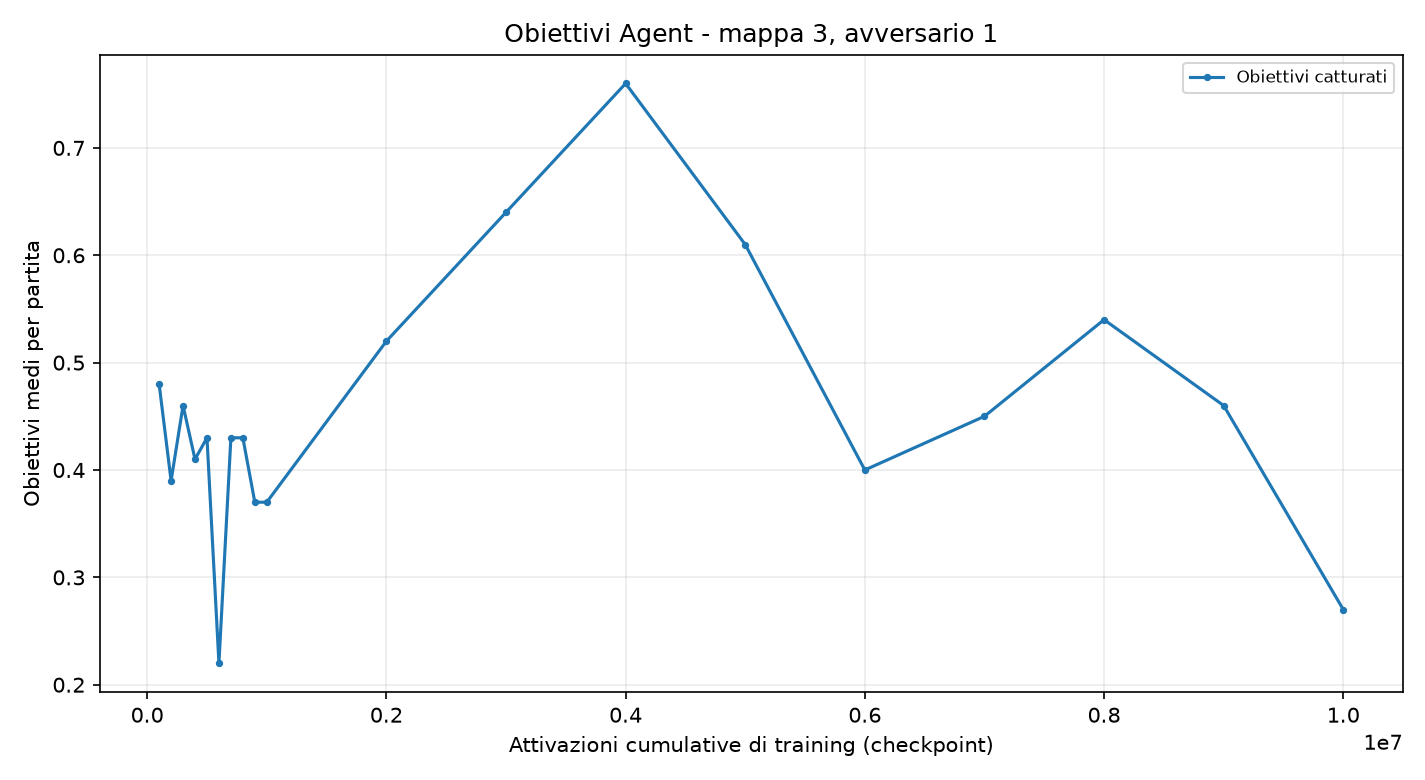 Obiettivi Agent - mappa 3, avversario 1
Obiettivi catturati
Obiettivi medi per partita
0.7
0.6
0.5
0.4
0.3
0.2
0.0
0.2
0.4
0.6
0.8
1.0
1e7
Attivazioni cumulative di training (checkpoint)